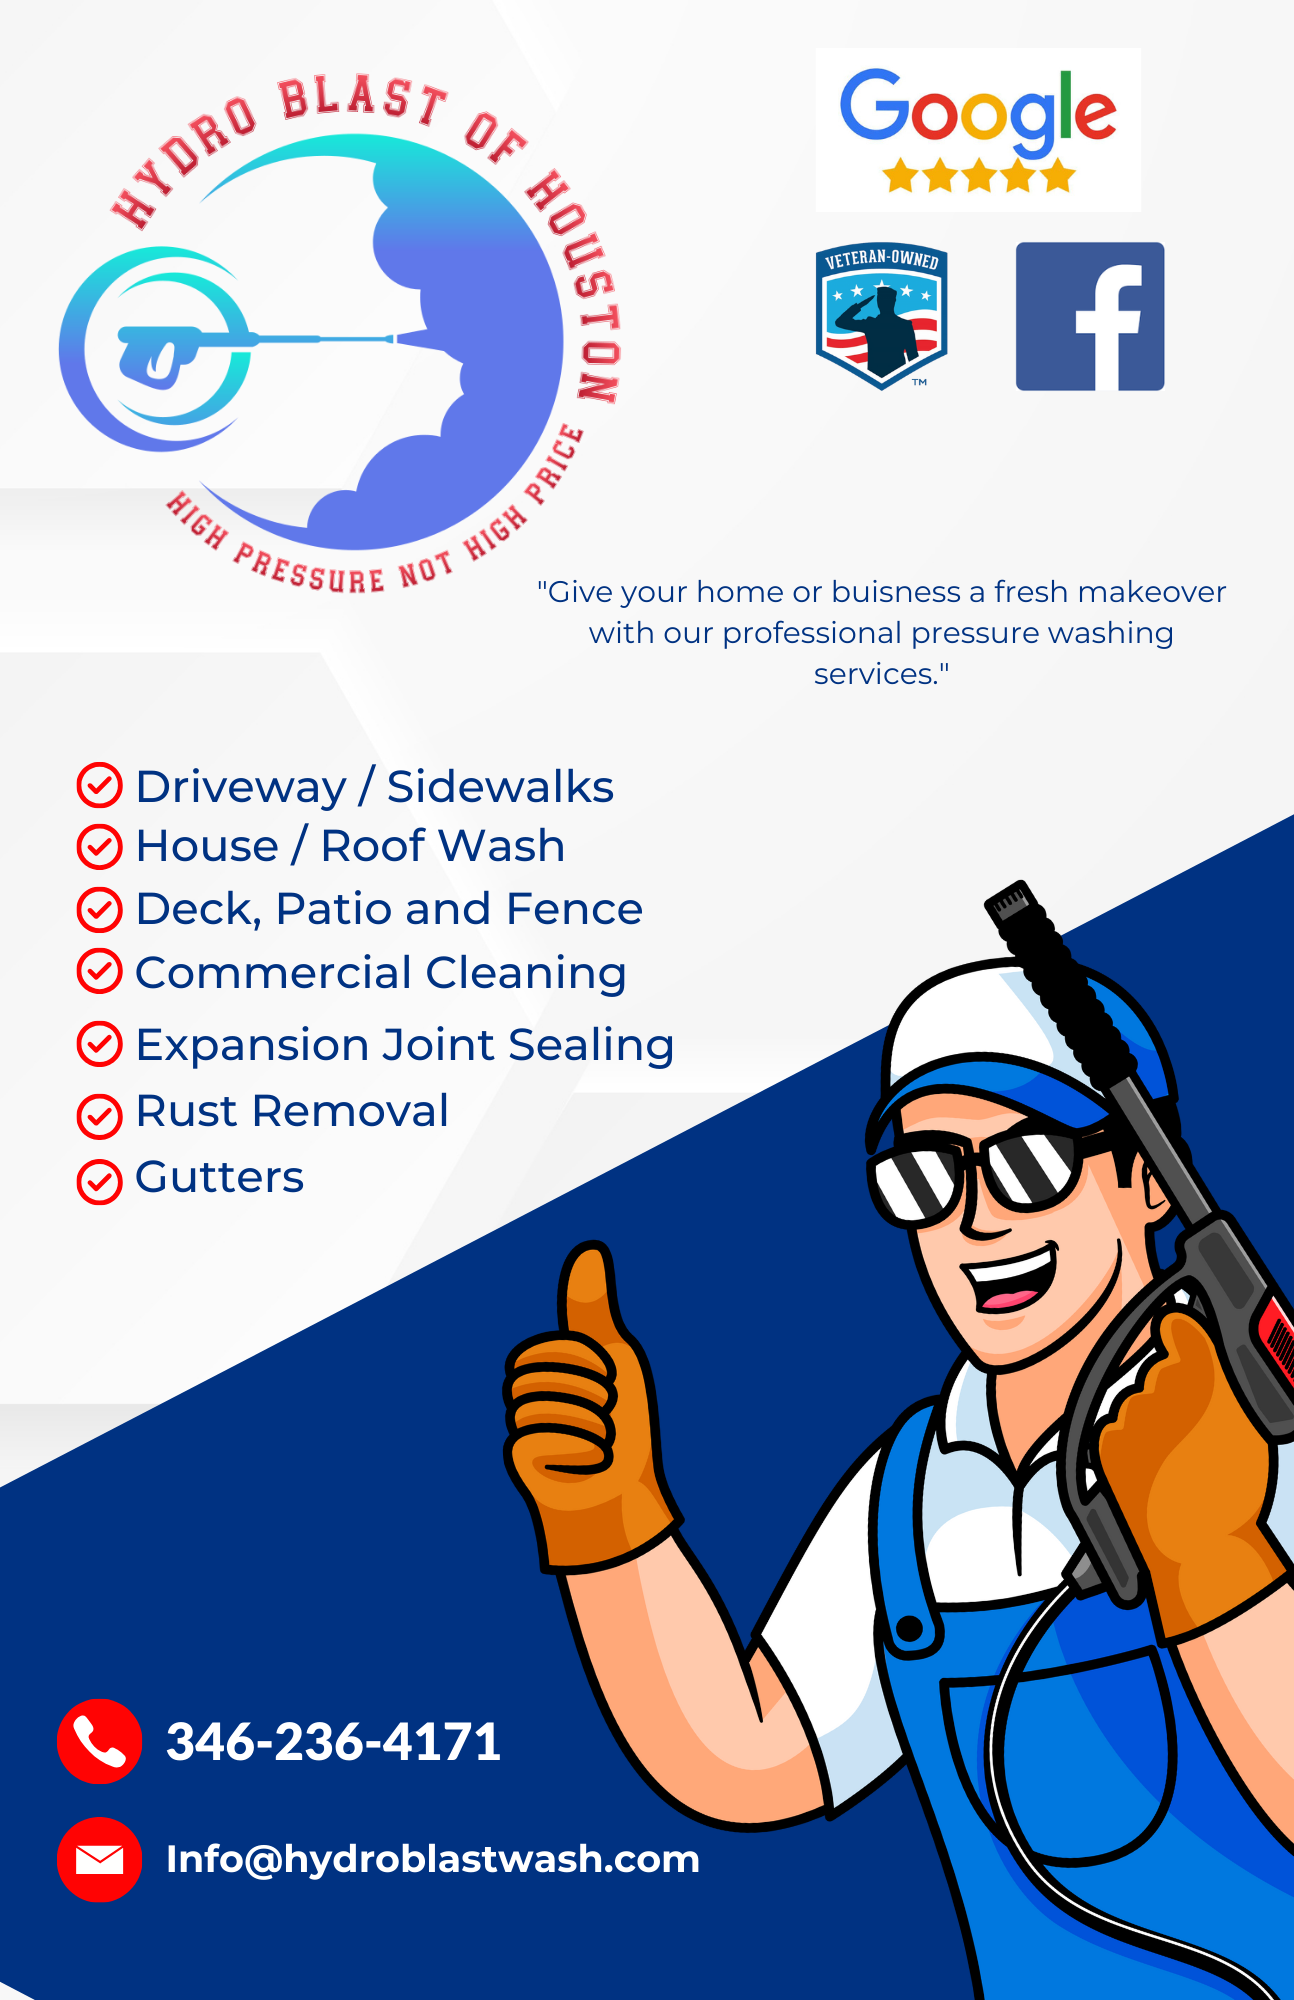 HYDRO BLAST OF HOUSTON
HIGH PRESSURE NOT HIGH PRICE
Google
VETERAN-OWNED
TM
f
"Give your home or buisness a fresh makeover
with our professional pressure washing
services."
Driveway / Sidewalks
House / Roof Wash
Deck, Patio and Fence
Commercial Cleaning
Expansion Joint Sealing
Rust Removal
Gutters
346-236-4171
Info@hydroblastwash.com